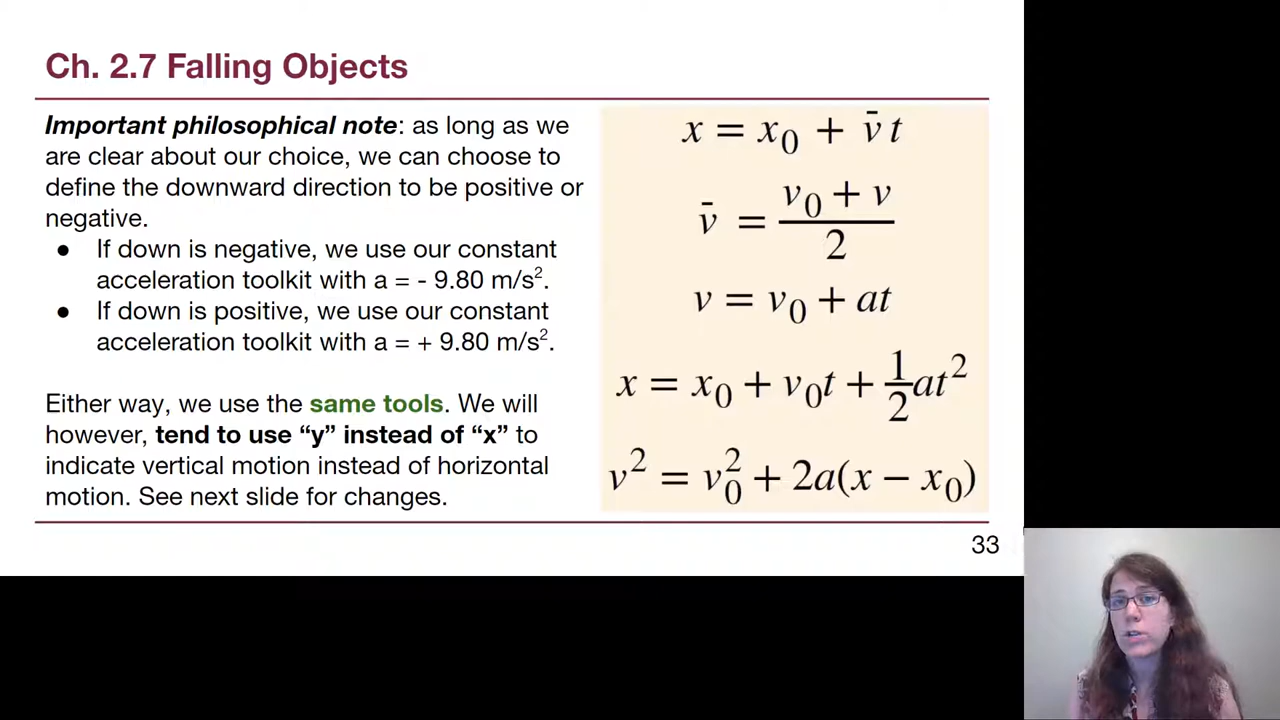 Ch. 2.7 Falling Objects
Important philosophical note: as long as we
are clear about our choice, we can choose to
define the downward direction to be positive or
negative.
● If down is negative, we use our constant
acceleration toolkit with a = - 9.80 m/s².
● If down is positive, we use our constant
acceleration toolkit with a = + 9.80 m/s².
Either way, we use the same tools. We will
however, tend to use “y” instead of “x” to
indicate vertical motion instead of horizontal
motion. See next slide for changes.
x = x₀ + v̄ t
v̄ = (v₀ + v)/2
v = v₀ + at
x = x₀ + v₀t + ½at²
v² = v₀² + 2a(x − x₀)
33